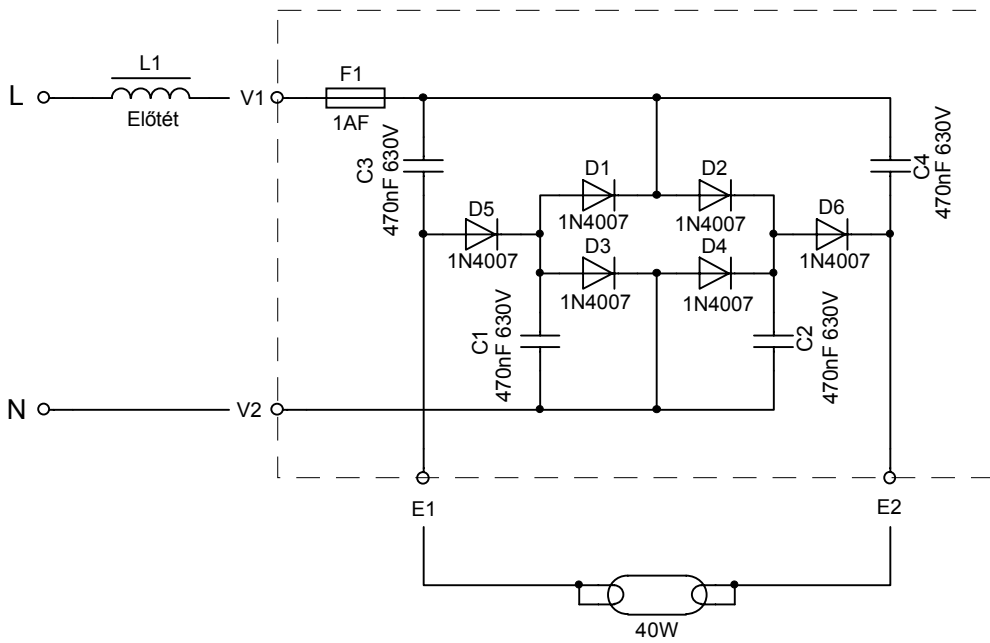 L
L1
Előtét
V1
F1
1AF
C3
470nF 630V
D1
1N4007
D2
1N4007
C4
470nF 630V
D5
1N4007
D3
1N4007
D4
1N4007
D6
1N4007
C1
470nF 630V
C2
470nF 630V
N
V2
E1
E2
40W